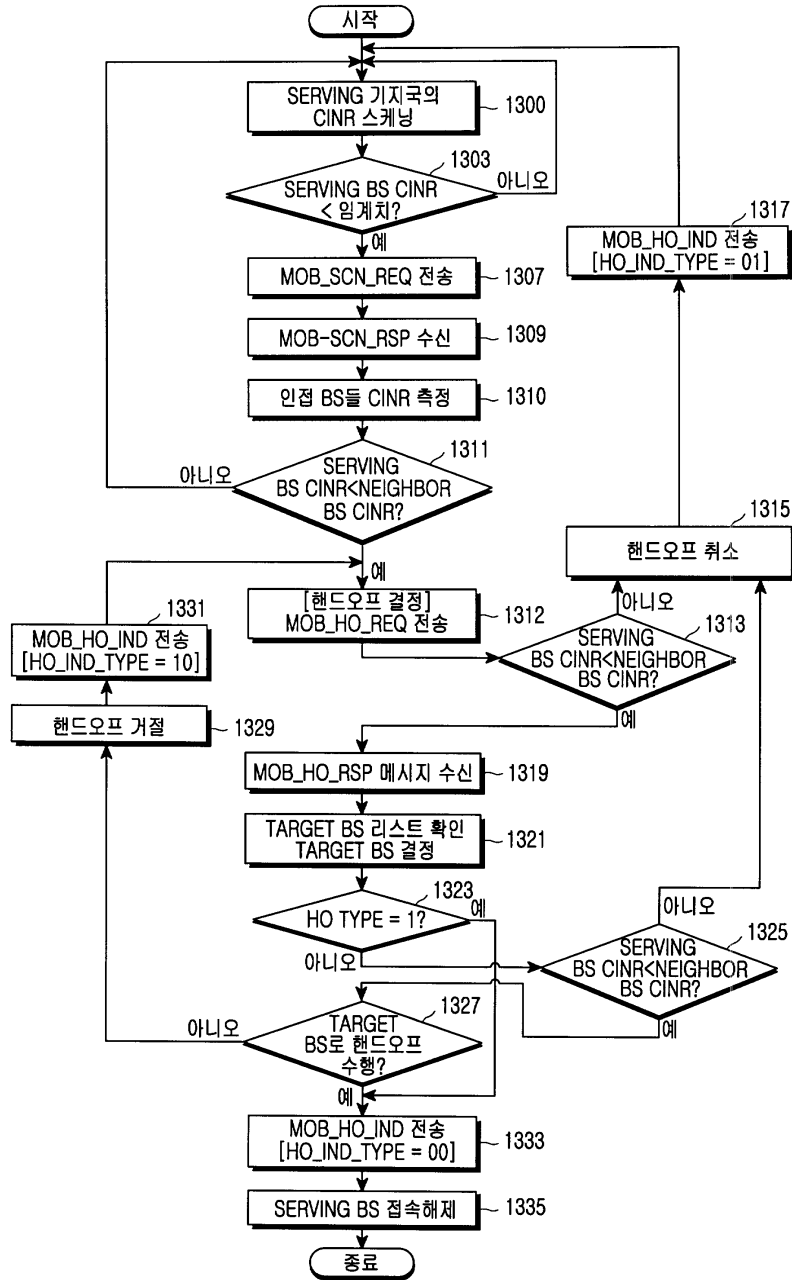 시작
SERVING 기지국의
CINR 스케닝
1300
1303
SERVING BS CINR
< 임계치?
아니오
예
1317
MOB_HO_IND 전송
[HO_IND_TYPE = 01]
MOB_SCN_REQ 전송
1307
MOB-SCN_RSP 수신
1309
인접 BS들 CINR 측정
1310
1311
아니오
SERVING
BS CINR<NEIGHBOR
BS CINR?
예
1315
핸드오프 취소
[핸드오프 결정]
MOB_HO_REQ 전송
1312
아니오
1313
SERVING
BS CINR<NEIGHBOR
BS CINR?
예
1331
MOB_HO_IND 전송
[HO_IND_TYPE = 10]
핸드오프 거절
1329
MOB_HO_RSP 메시지 수신
1319
TARGET BS 리스트 확인
TARGET BS 결정
1321
1323
HO TYPE = 1?
예
아니오
아니오
1325
SERVING
BS CINR<NEIGHBOR
BS CINR?
예
1327
아니오
TARGET
BS로 핸드오프
수행?
예
MOB_HO_IND 전송
[HO_IND_TYPE = 00]
1333
SERVING BS 접속해제
1335
종료